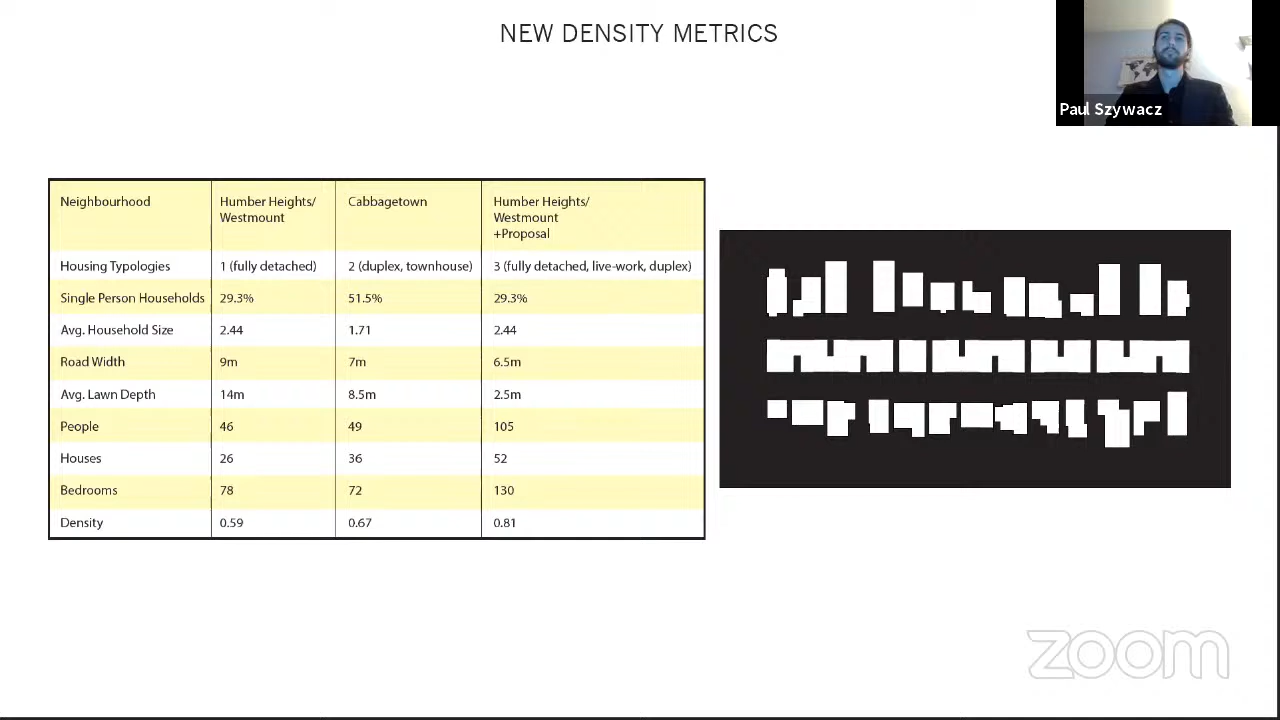 NEW DENSITY METRICS
Paul Szywacz
Neighbourhood Humber Heights/ Westmount Cabbagetown Humber Heights/ Westmount +Proposal
Housing Typologies 1 (fully detached) 2 (duplex, townhouse) 3 (fully detached, live-work, duplex)
Single Person Households 29.3% 51.5% 29.3%
Avg. Household Size 2.44 1.71 2.44
Road Width 9m 7m 6.5m
Avg. Lawn Depth 14m 8.5m 2.5m
People 46 49 105
Houses 26 36 52
Bedrooms 78 72 130
Density 0.59 0.67 0.81
zoom